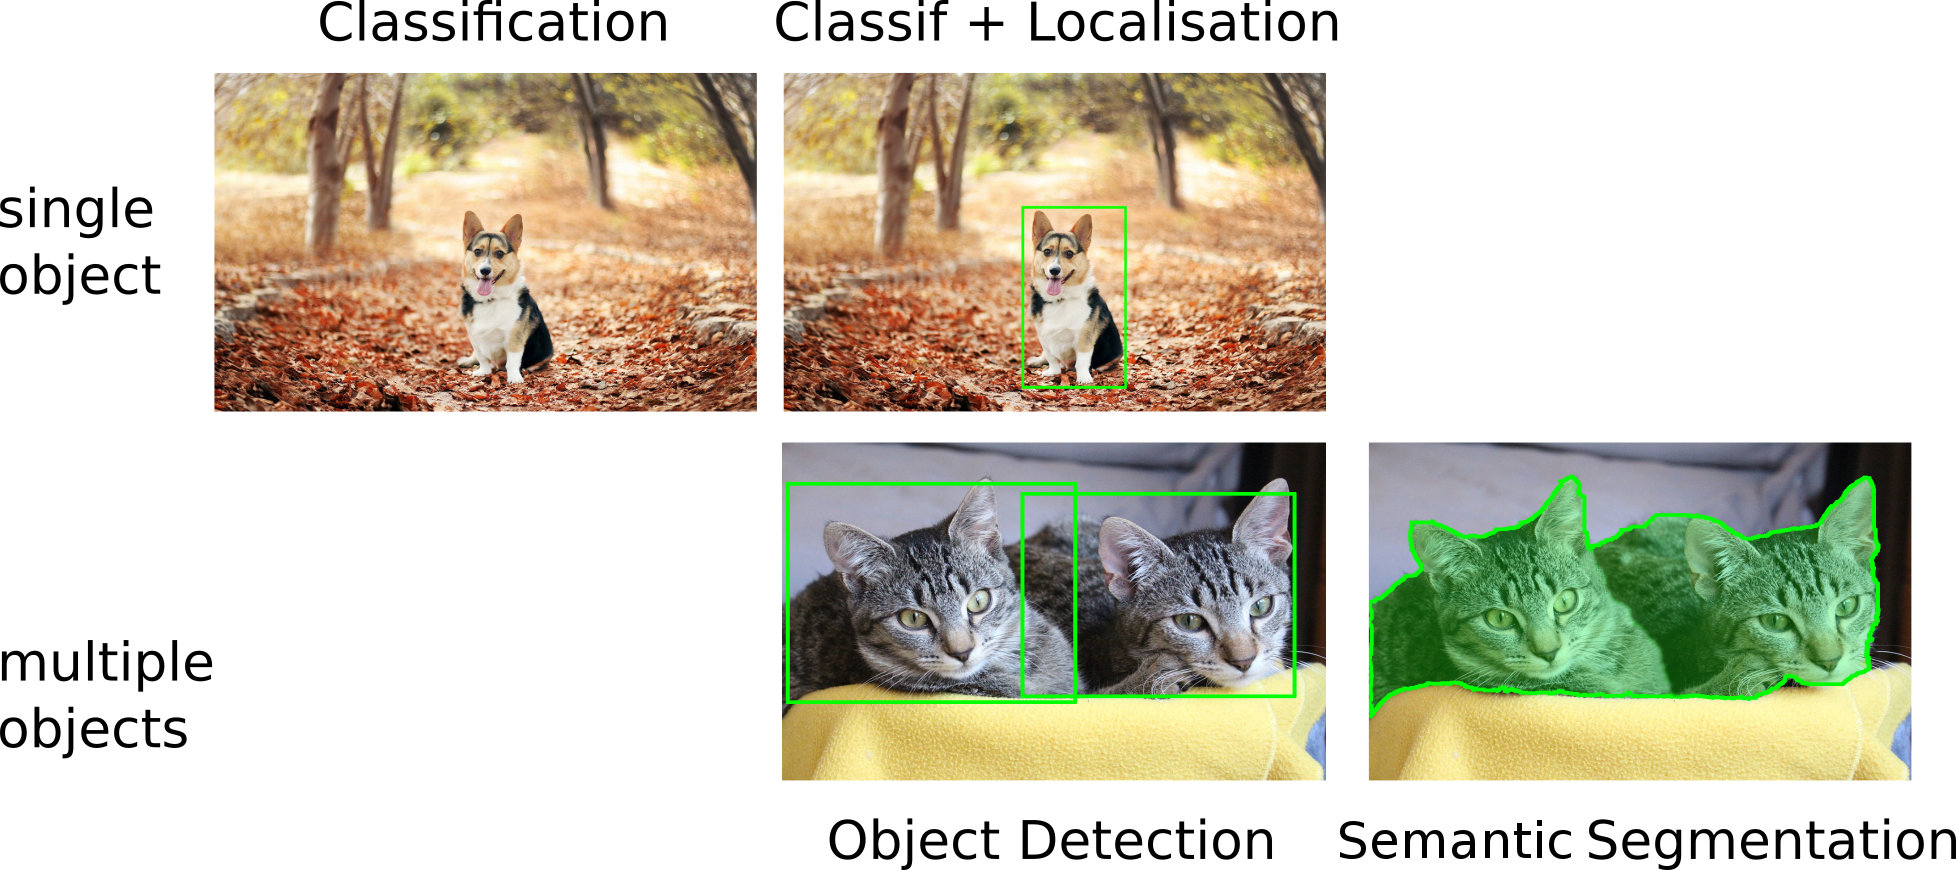 Classification
Classif + Localisation
single
object
multiple
objects
Object Detection
Semantic Segmentation